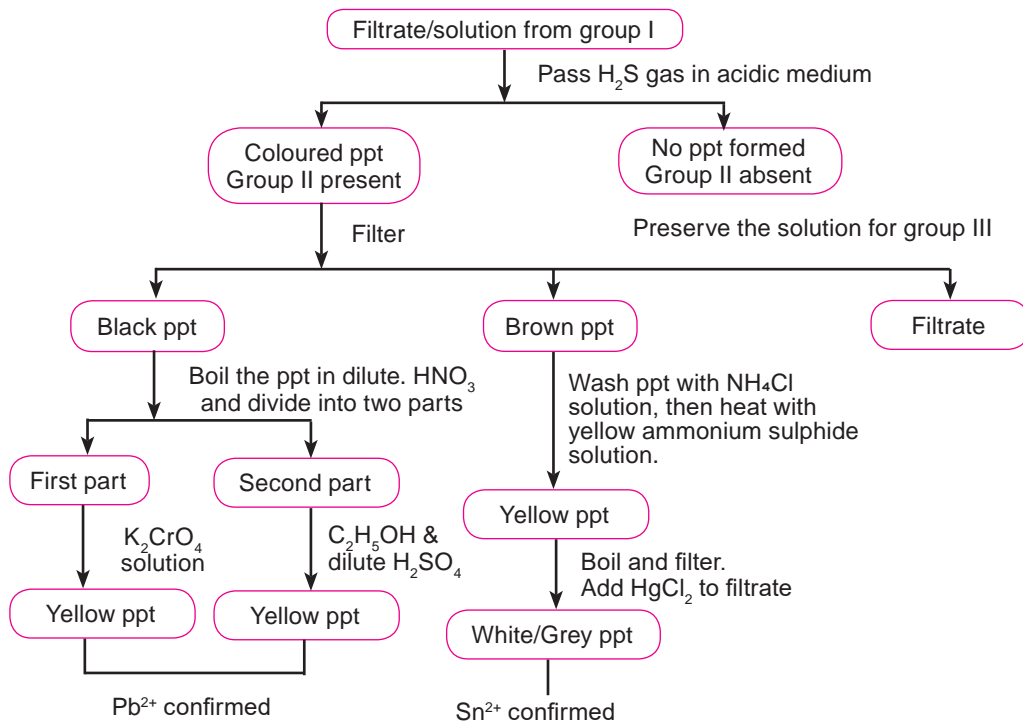 Filtrate/solution from group I
Pass H₂S gas in acidic medium
Coloured ppt
Group II present
No ppt formed
Group II absent
Filter
Preserve the solution for group III
Black ppt
Brown ppt
Filtrate
Boil the ppt in dilute. HNO₃
and divide into two parts
Wash ppt with NH₄Cl
solution, then heat with
yellow ammonium sulphide
solution.
First part
Second part
Yellow ppt
K₂CrO₄
solution
C₂H₅OH &
dilute H₂SO₄
Boil and filter.
Add HgCl₂ to filtrate
Yellow ppt
Yellow ppt
White/Grey ppt
Pb²⁺ confirmed
Sn²⁺ confirmed